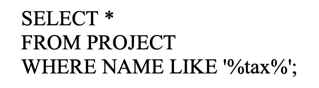 SELECT *
FROM PROJECT
WHERE NAME LIKE '%tax%';